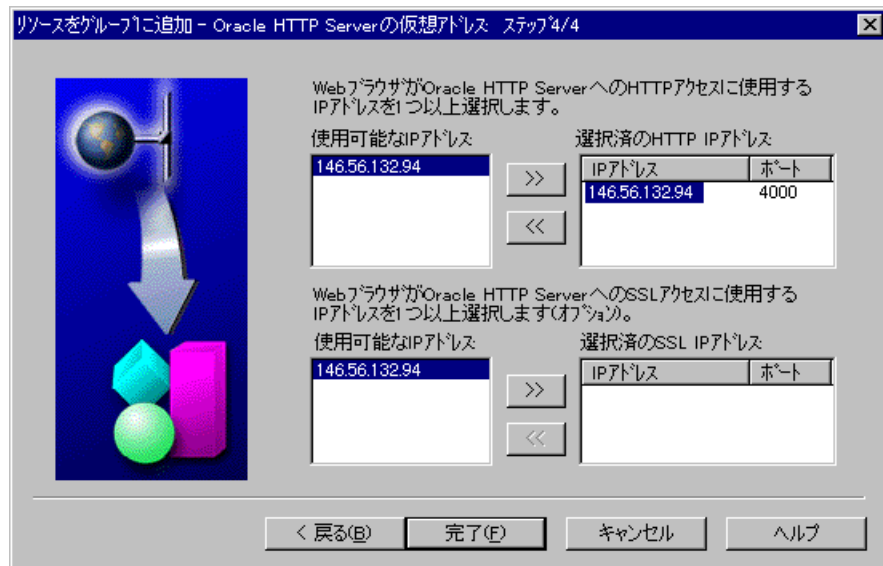 リソースをグループに追加 - Oracle HTTP Serverの仮想アドレス ステップ4/4
WebブラウザがOracle HTTP ServerへのHTTPアクセスに使用する
IPアドレスを1つ以上選択します。
使用可能なIPアドレス
選択済のHTTP IPアドレス
146.56.132.94
>>
<<
IPアドレス ポート
146.56.132.94 4000
WebブラウザがOracle HTTP ServerへのSSLアクセスに使用する
IPアドレスを1つ以上選択します(オプション)。
使用可能なIPアドレス
選択済のSSL IPアドレス
146.56.132.94
>>
<<
IPアドレス ポート
< 戻る(B)
完了(F)
キャンセル
ヘルプ